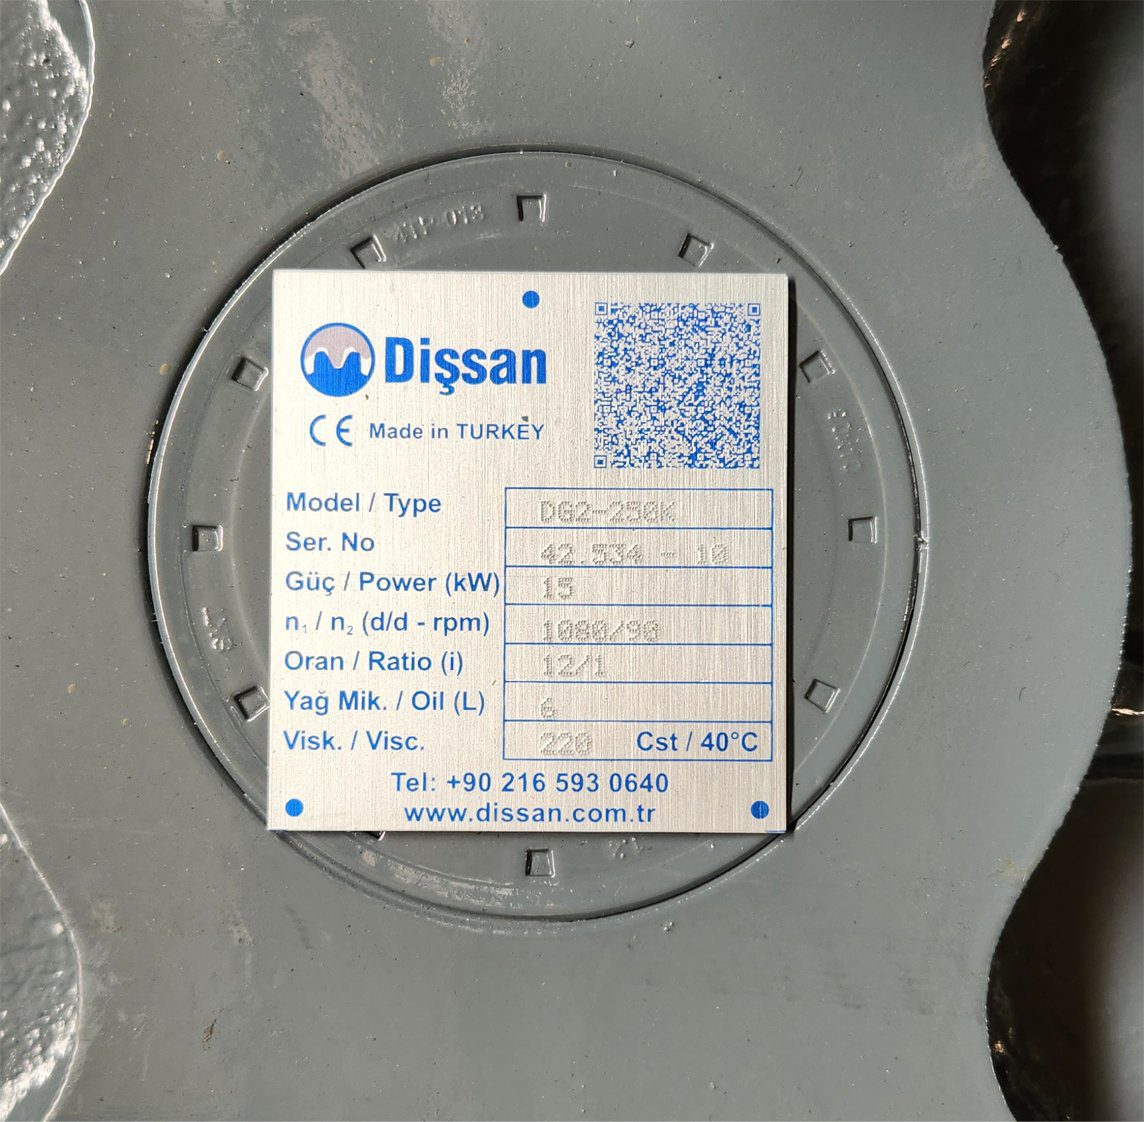 Dişsan
CE Made in TURKEY
Model / Type DG2-250K
Ser. No 42.534 - 10
Güç / Power (kW) 15
n1 / n2 (d/d - rpm) 1080/90
Oran / Ratio (i) 12/1
Yağ Mik. / Oil (L) 6
Visk. / Visc. 220 Cst / 40°C
Tel: +90 216 593 0640
www.dissan.com.tr